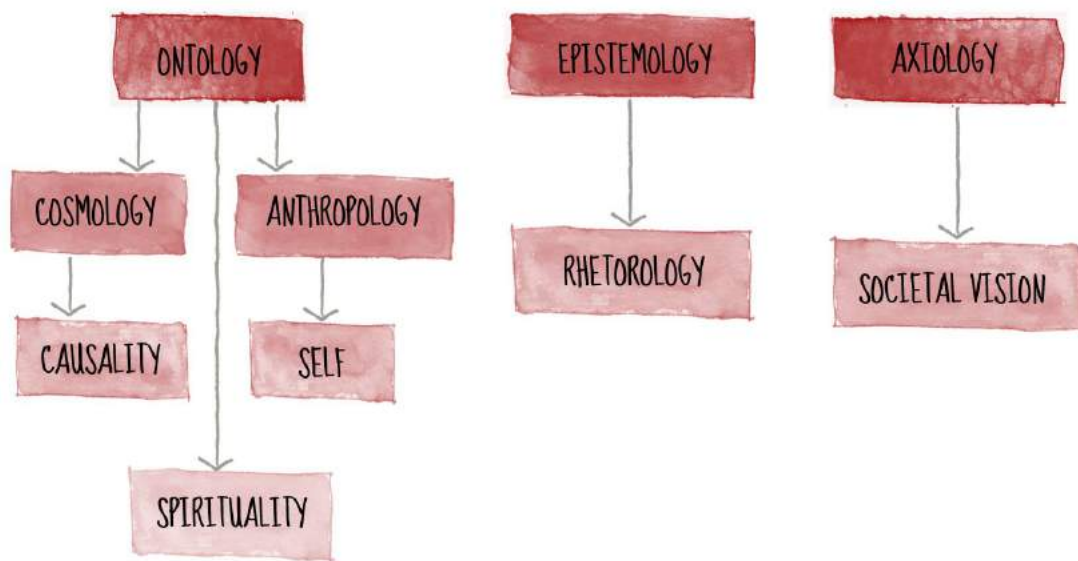 ONTOLOGY
EPISTEMOLOGY
AXIOLOGY
COSMOLOGY
ANTHROPOLOGY
RHETOROLOGY
SOCIETAL VISION
CAUSALITY
SELF
SPIRITUALITY